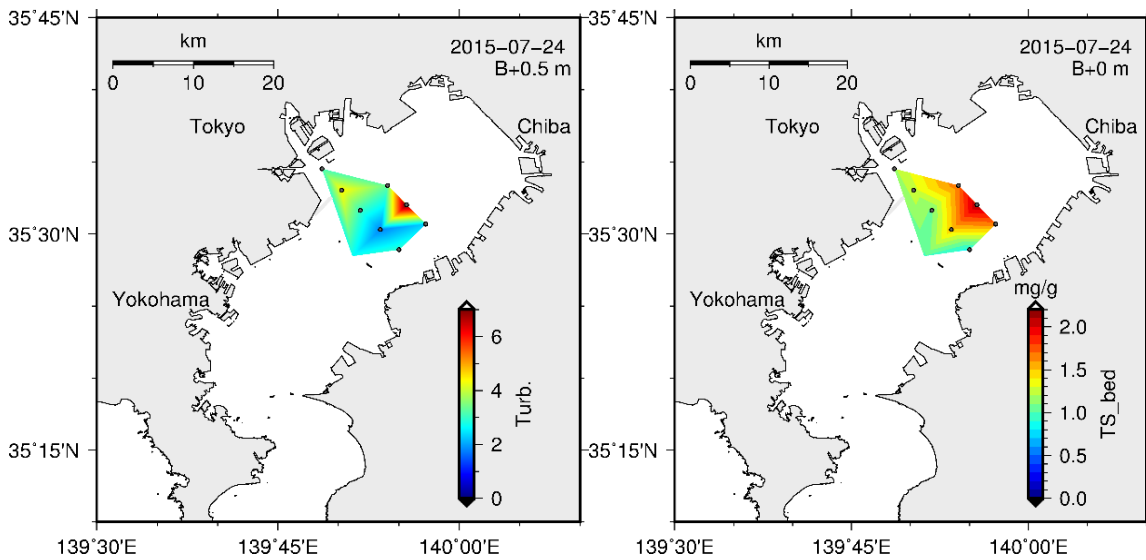 35°45'N
km
0 10 20
2015-07-24
B+0.5 m
Tokyo
Chiba
35°30'N
Yokohama
6
4
2
0
Turb.
35°15'N
139°30'E
139°45'E
140°00'E
35°45'N
km
0 10 20
2015-07-24
B+0 m
Tokyo
Chiba
35°30'N
Yokohama
mg/g
2.0
1.5
1.0
0.5
0.0
TS_bed
35°15'N
139°30'E
139°45'E
140°00'E